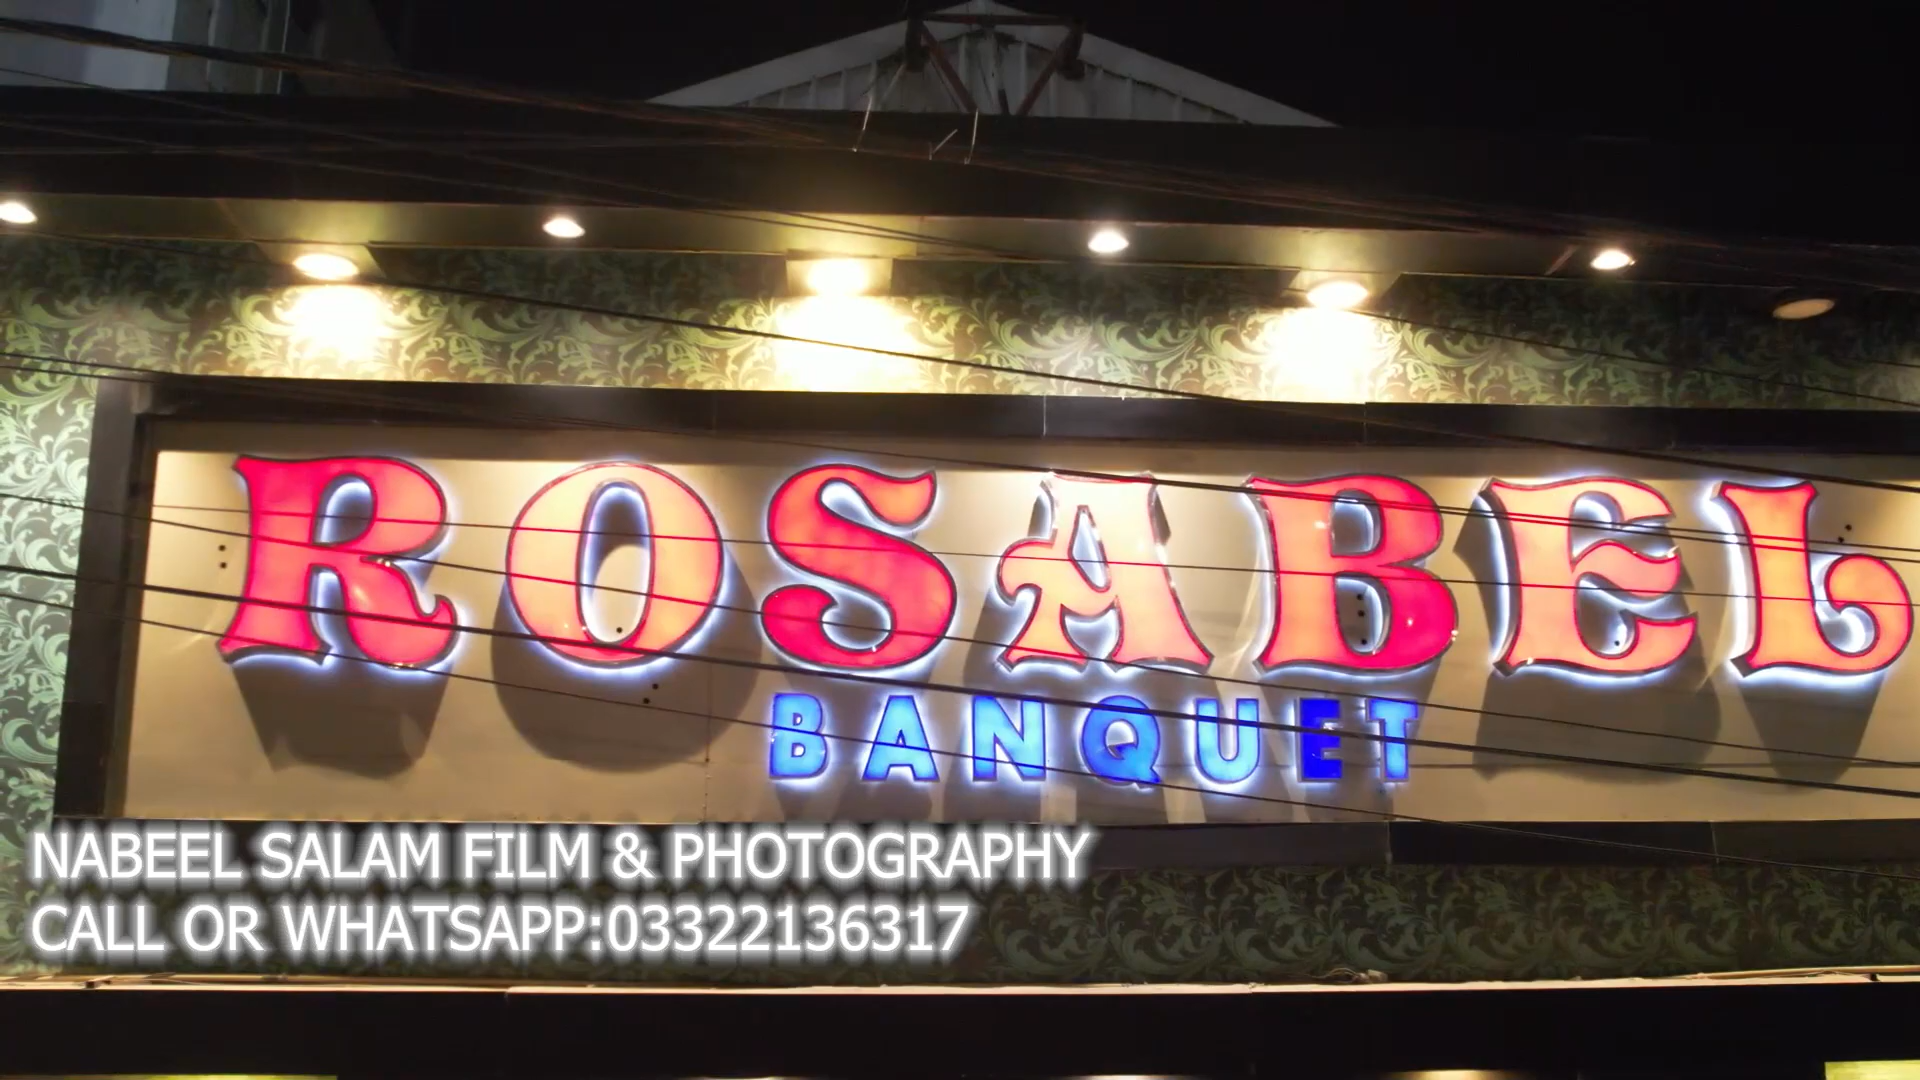 ROSABEL
BANQUET
NABEEL SALAM FILM & PHOTOGRAPHY
CALL OR WHATSAPP:03322136317